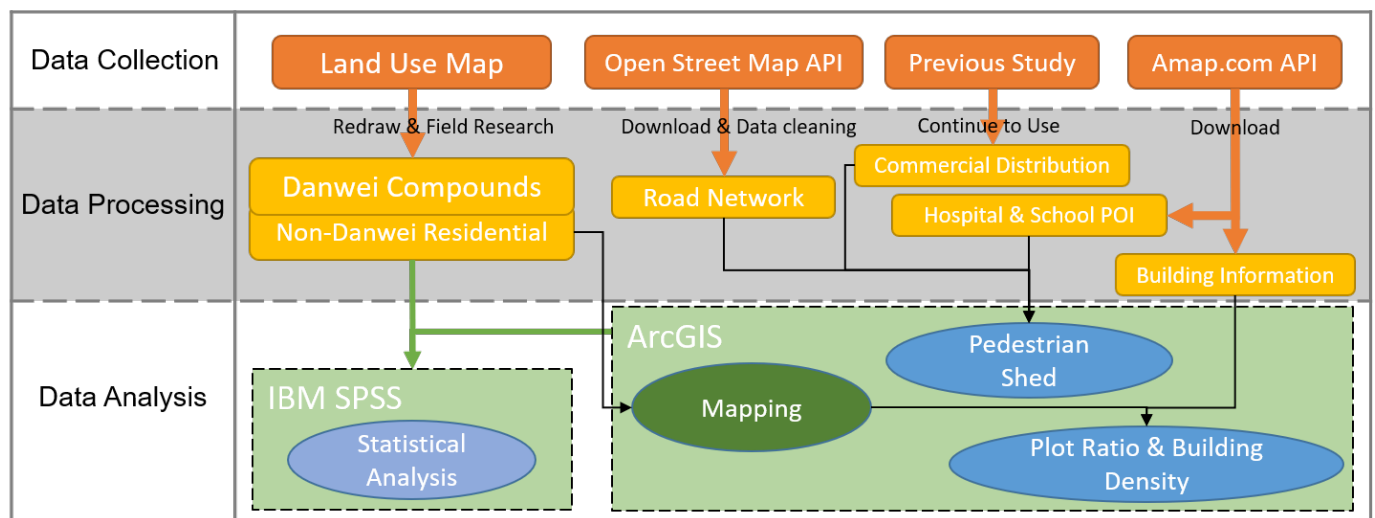 Data Collection
Land Use Map
Open Street Map API
Previous Study
Amap.com API
Redraw & Field Research
Download & Data cleaning
Continue to Use
Download
Data Processing
Danwei Compounds
Non-Danwei Residential
Road Network
Commercial Distribution
Hospital & School POI
Building Information
Data Analysis
IBM SPSS
Statistical
Analysis
ArcGIS
Mapping
Pedestrian
Shed
Plot Ratio & Building
Density